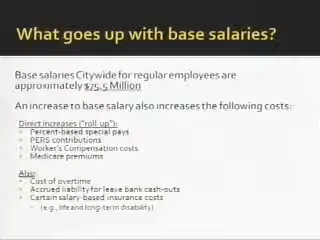 What goes up with base salaries?
Base salaries Citywide for regular employees are
approximately $75.5 Million
An increase to base salary also increases the following costs:
Direct increases ("roll up"):
Percent-based special pays
PERS contributions
Worker's Compensation costs
Medicare premiums
Also:
Cost of overtime
Accrued liability for leave bank cash-outs
Certain salary-based insurance costs
(e.g., life and long-term disability)